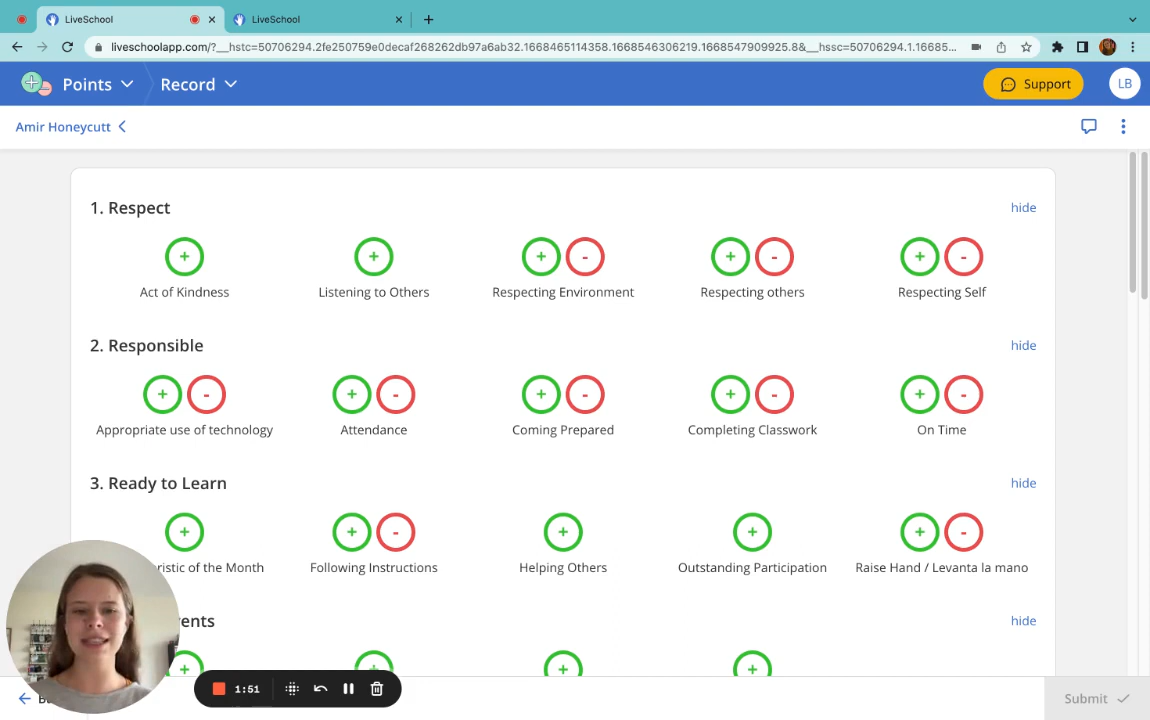 LiveSchool
LiveSchool
liveschoolapp.com/?__hstc=50706294.2fe250759e0decaf268262db97a6ab32.1668465114358.1668546306219.1668547909925.8&__hssc=50706294.1.16685...
Points
Record
Support
LB
Amir Honeycutt
1. Respect
hide
Act of Kindness
Listening to Others
Respecting Environment
Respecting others
Respecting Self
2. Responsible
hide
Appropriate use of technology
Attendance
Coming Prepared
Completing Classwork
On Time
3. Ready to Learn
hide
ristic of the Month
Following Instructions
Helping Others
Outstanding Participation
Raise Hand / Levanta la mano
ents
hide
1:51
Submit